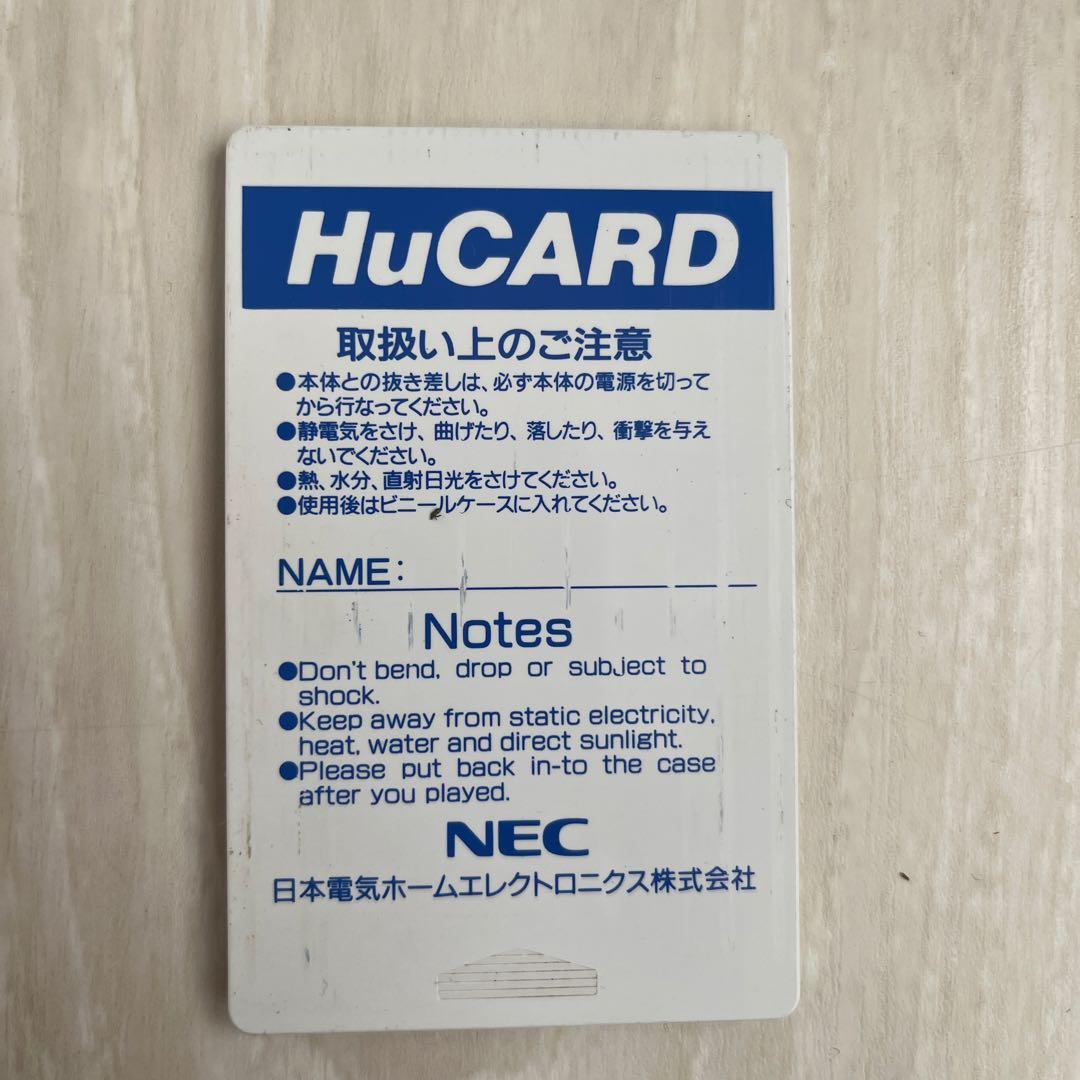 HuCARD
取扱い上のご注意
●本体との抜き差しは、必ず本体の電源を切って
から行なってください。
●静電気をさけ、曲げたり、落したり、衝撃を与え
ないでください。
●熱、水分、直射日光をさけてください。
●使用後はビニールケースに入れてください。
NAME:
Notes
●Don't bend, drop or subject to
shock.
●Keep away from static electricity,
heat, water and direct sunlight.
●Please put back in-to the case
after you played.
NEC
日本電気ホームエレクトロニクス株式会社